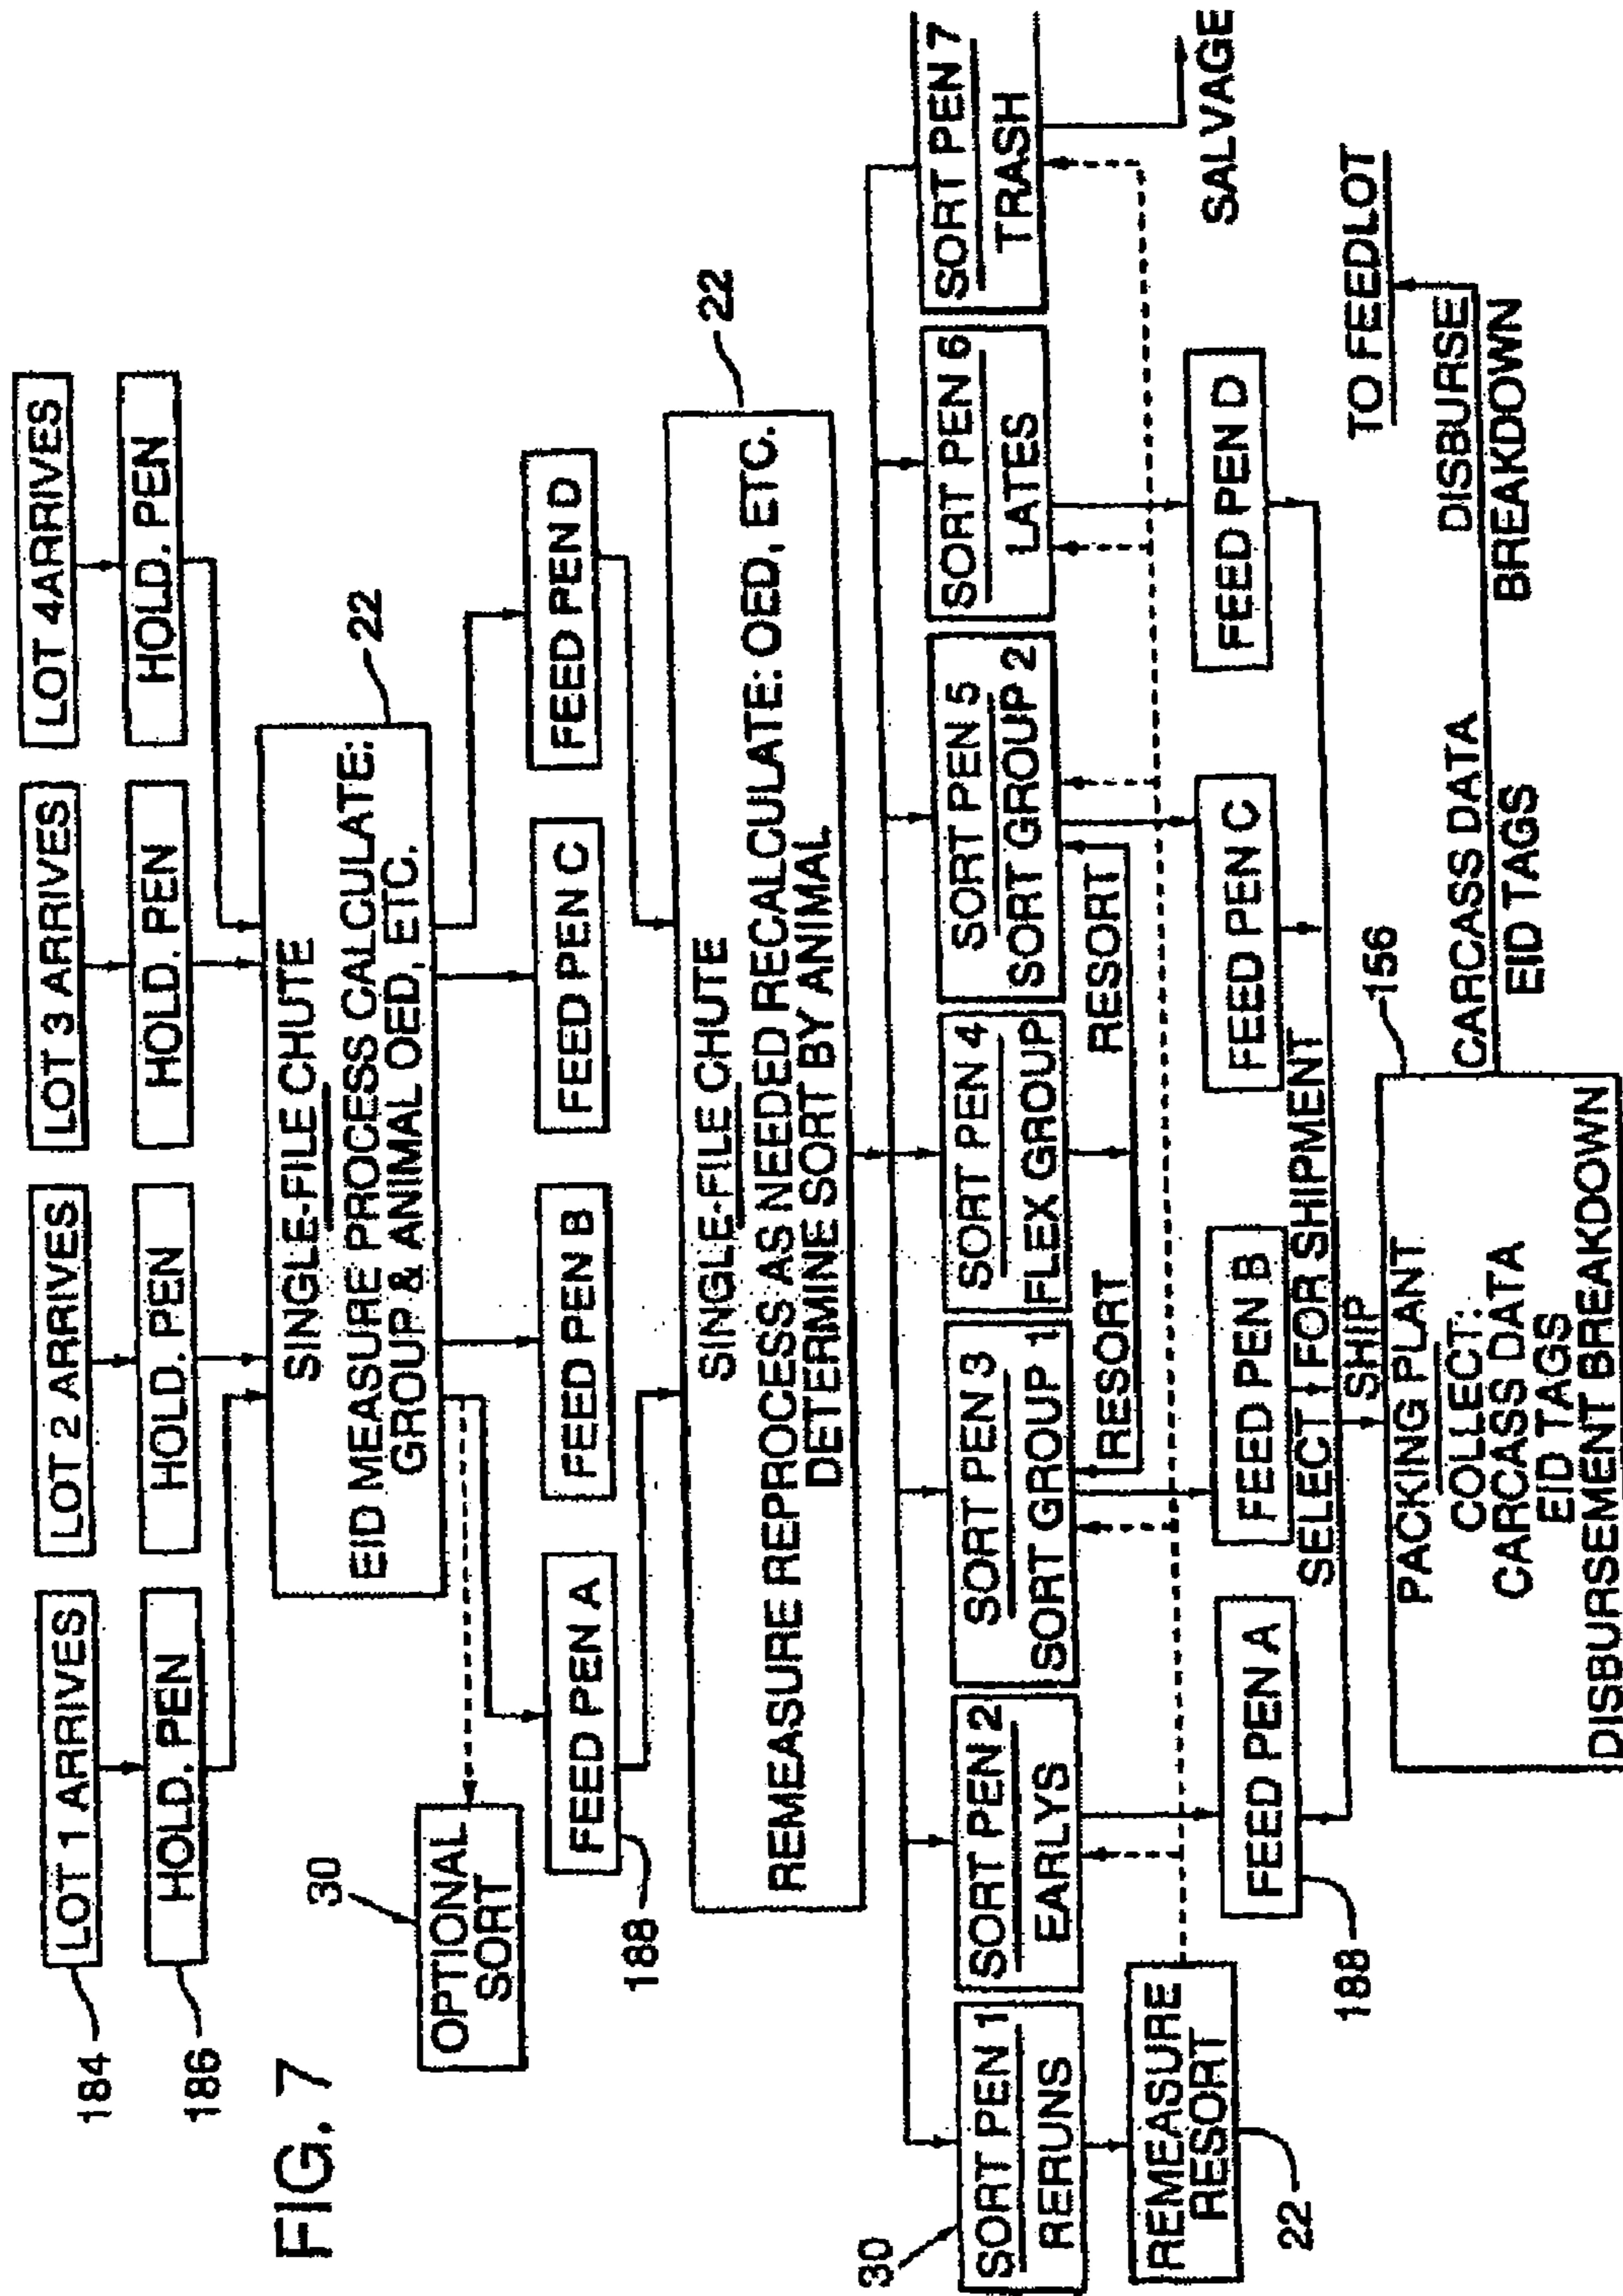 FIG. 7
184
LOT 1 ARRIVES
LOT 2 ARRIVES
LOT 3 ARRIVES
LOT 4 ARRIVES
186
HOLD. PEN
HOLD. PEN
HOLD. PEN
HOLD. PEN
SINGLE-FILE CHUTE
EID MEASURE PROCESS CALCULATE:
GROUP & ANIMAL OED, ETC.
22
30
OPTIONAL
SORT
188
FEED PEN A
FEED PEN B
FEED PEN C
FEED PEN D
SINGLE-FILE CHUTE
REMEASURE REPROCESS AS NEEDED RECALCULATE: OED, ETC.
DETERMINE SORT BY ANIMAL
22
30
SORT PEN 1
RERUNS
SORT PEN 2
EARLYS
SORT PEN 3
SORT GROUP 1
SORT PEN 4
FLEX GROUP
SORT PEN 5
SORT GROUP 2
SORT PEN 6
LATES
SORT PEN 7
TRASH
RESORT
RESORT
SALVAGE
REMEASURE
RESORT
22
188
FEED PEN A
FEED PEN B
FEED PEN C
FEED PEN D
SELECT FOR SHIPMENT
SHIP
156
PACKING PLANT
COLLECT:
CARCASS DATA
EID TAGS
DISBURSEMENT BREAKDOWN
TO FEEDLOT
CARCASS DATA
EID TAGS
DISBURSE
BREAKDOWN